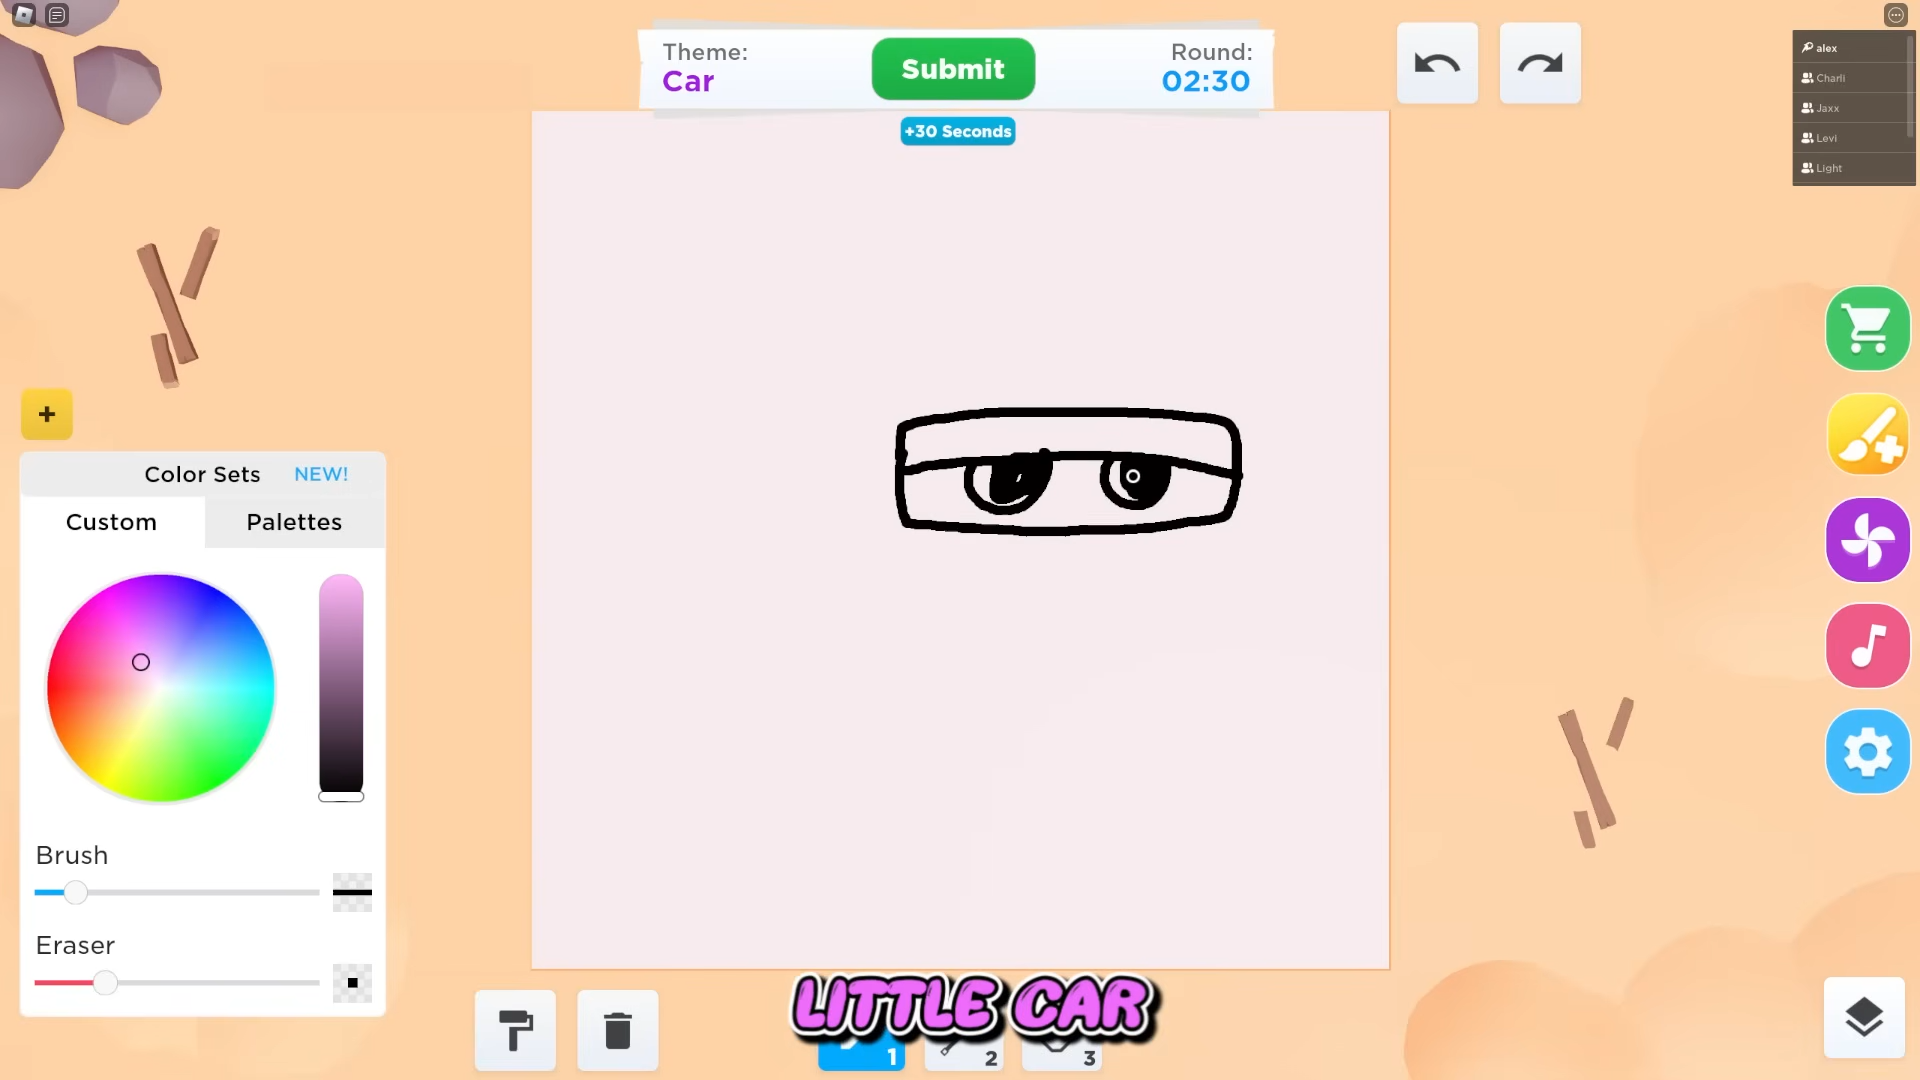 Theme:
Car
Submit
Round:
02:30
+30 Seconds
alex
Charli
Jaxx
Levi
Light
+
Color Sets NEW!
Custom
Palettes
Brush
Eraser
LITTLE CAR
1
2
3